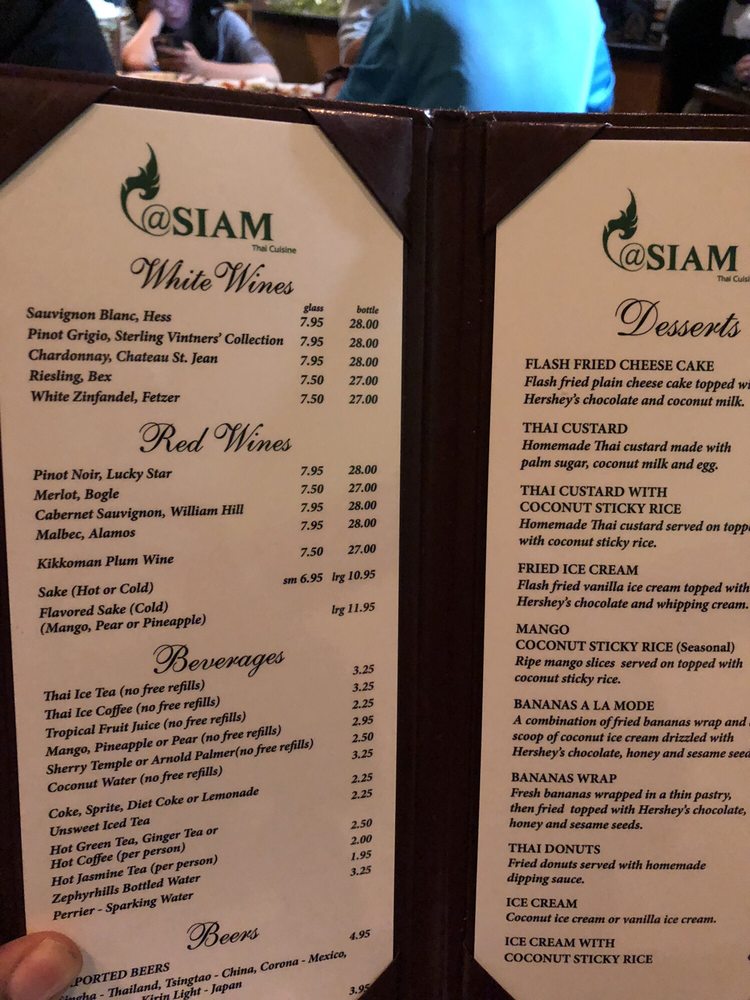 @SIAM
Thai Cuisine
White Wines
glass bottle
Sauvignon Blanc, Hess 7.95 28.00
Pinot Grigio, Sterling Vintners' Collection 7.95 28.00
Chardonnay, Chateau St. Jean 7.95 28.00
Riesling, Bex 7.50 27.00
White Zinfandel, Fetzer 7.50 27.00
Red Wines
Pinot Noir, Lucky Star 7.95 28.00
Merlot, Bogle 7.50 27.00
Cabernet Sauvignon, William Hill 7.95 28.00
Malbec, Alamos 7.95 28.00
Kikkoman Plum Wine 7.50 27.00
Sake (Hot or Cold) sm 6.95 lrg 10.95
Flavored Sake (Cold) lrg 11.95
(Mango, Pear or Pineapple)
Beverages
Thai Ice Tea (no free refills) 3.25
Thai Ice Coffee (no free refills) 3.25
Tropical Fruit Juice (no free refills) 2.25
Mango, Pineapple or Pear (no free refills) 2.95
Sherry Temple or Arnold Palmer(no free refills) 2.50
Coconut Water (no free refills) 3.25
Coke, Sprite, Diet Coke or Lemonade 2.25
Unsweet Iced Tea 2.25
Hot Green Tea, Ginger Tea or
Hot Coffee (per person) 2.50
Hot Jasmine Tea (per person) 2.00
Zephyrhills Bottled Water 1.95
Perrier - Sparking Water 3.25
Beers
PORTED BEERS 4.95
ingha - Thailand, Tsingtao - China, Corona - Mexico,
Kirin Light - Japan 3.95
@SIAM
Thai Cuisi
Desserts
FLASH FRIED CHEESE CAKE
Flash fried plain cheese cake topped wi
Hershey's chocolate and coconut milk.
THAI CUSTARD
Homemade Thai custard made with
palm sugar, coconut milk and egg.
THAI CUSTARD WITH
COCONUT STICKY RICE
Homemade Thai custard served on topp
with coconut sticky rice.
FRIED ICE CREAM
Flash fried vanilla ice cream topped with
Hershey's chocolate and whipping cream.
MANGO
COCONUT STICKY RICE (Seasonal)
Ripe mango slices served on topped with
coconut sticky rice.
BANANAS A LA MODE
A combination of fried bananas wrap and
scoop of coconut ice cream drizzled with
Hershey's chocolate, honey and sesame seed
BANANAS WRAP
Fresh bananas wrapped in a thin pastry,
then fried topped with Hershey's chocolate,
honey and sesame seeds.
THAI DONUTS
Fried donuts served with homemade
dipping sauce.
ICE CREAM
Coconut ice cream or vanilla ice cream.
ICE CREAM WITH
COCONUT STICKY RICE